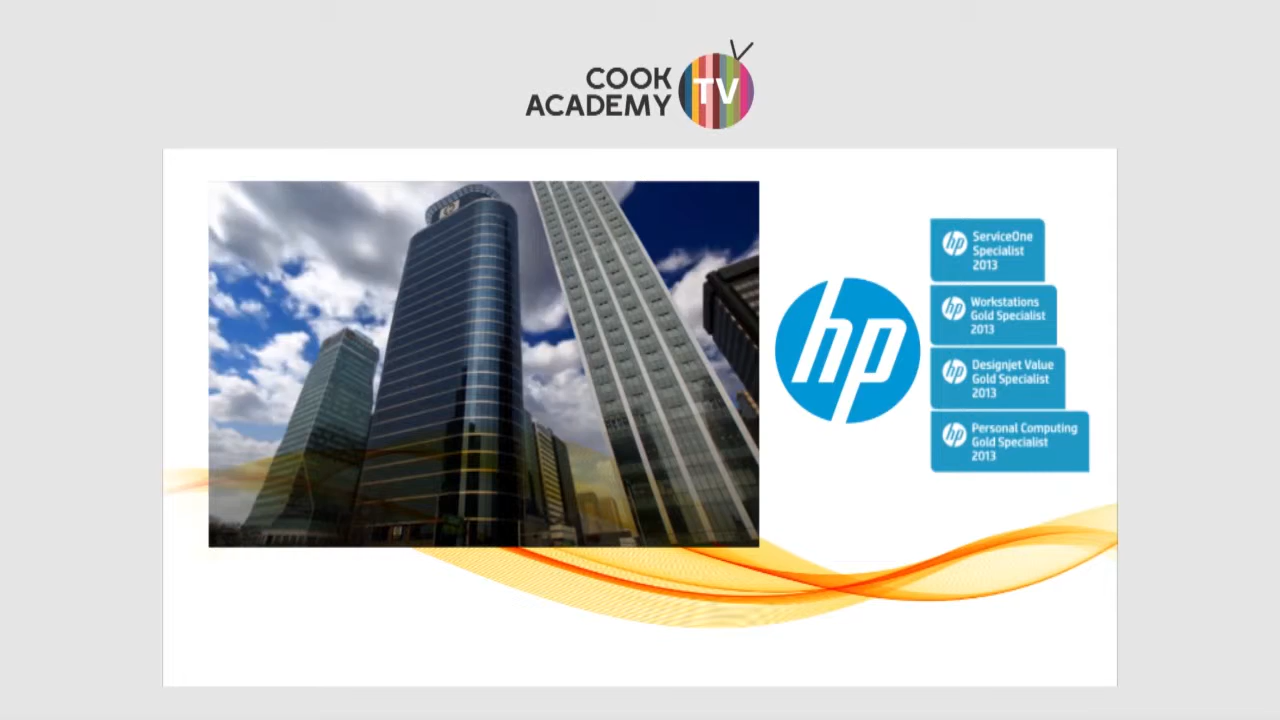 COOK
ACADEMY
TV
hp
hp
ServiceOne
Specialist
2013
hp
Workstations
Gold Specialist
2013
hp
Designjet Value
Gold Specialist
2013
hp
Personal Computing
Gold Specialist
2013